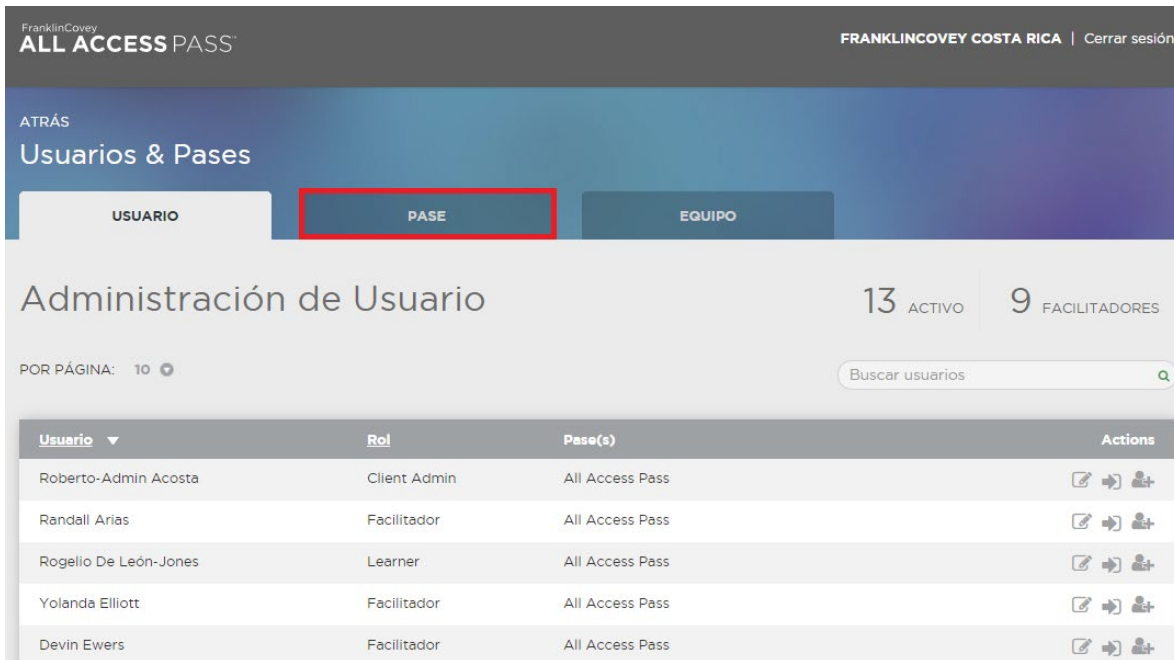 FranklinCovey
ALL ACCESS PASS™
FRANKLINCOVEY COSTA RICA | Cerrar sesión
ATRÁS
Usuarios & Pases
USUARIO PASE EQUIPO
Administración de Usuario 13 ACTIVO 9 FACILITADORES
POR PÁGINA: 10 Buscar usuarios
Usuario Rol Pase(s) Actions
Roberto-Admin Acosta Client Admin All Access Pass
Randall Arias Facilitador All Access Pass
Rogelio De León-Jones Learner All Access Pass
Yolanda Elliott Facilitador All Access Pass
Devin Ewers Facilitador All Access Pass